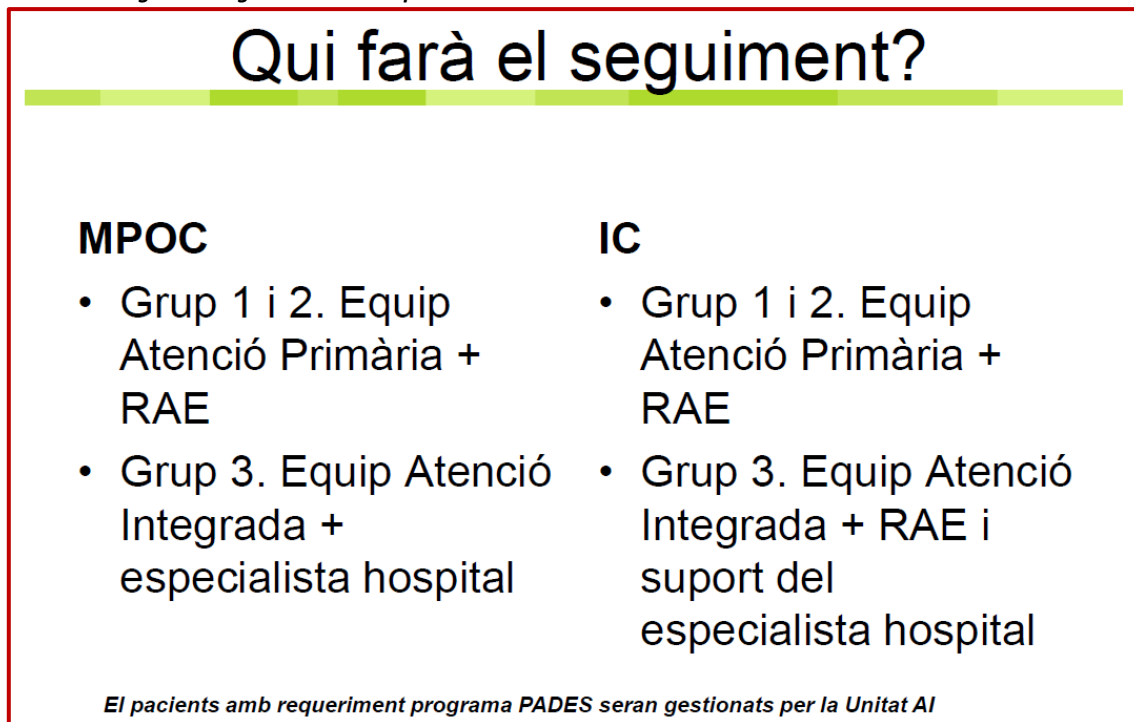 Qui farà el seguiment?
MPOC
• Grup 1 i 2. Equip
Atenció Primària +
RAE
• Grup 3. Equip Atenció
Integrada +
especialista hospital
IC
• Grup 1 i 2. Equip
Atenció Primària +
RAE
• Grup 3. Equip Atenció
Integrada + RAE i
suport del
especialista hospital
El pacients amb requeriment programa PADES seran gestionats per la Unitat AI